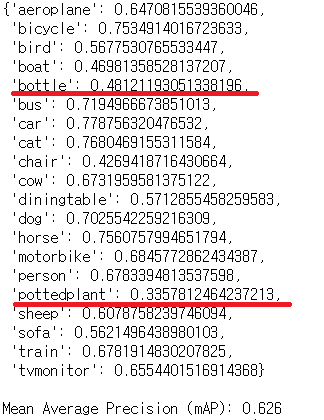 {'aeroplane': 0.6470815539360046,
'bicycle': 0.7534914016723633,
'bird': 0.5677530765533447,
'boat': 0.46981358528137207,
'bottle': 0.48121193051338196,
'bus': 0.7194966673851013,
'car': 0.778756320476532,
'cat': 0.7680469155311584,
'chair': 0.4269418716430664,
'cow': 0.6731959581375122,
'diningtable': 0.5712855458259583,
'dog': 0.7025542259216309,
'horse': 0.7560757994651794,
'motorbike': 0.6845772862434387,
'person': 0.6783394813537598,
'pottedplant': 0.3357812464237213,
'sheep': 0.6078758239746094,
'sofa': 0.5621496438980103,
'train': 0.6781914830207825,
'tvmonitor': 0.6554401516914368}
Mean Average Precision (mAP): 0.626